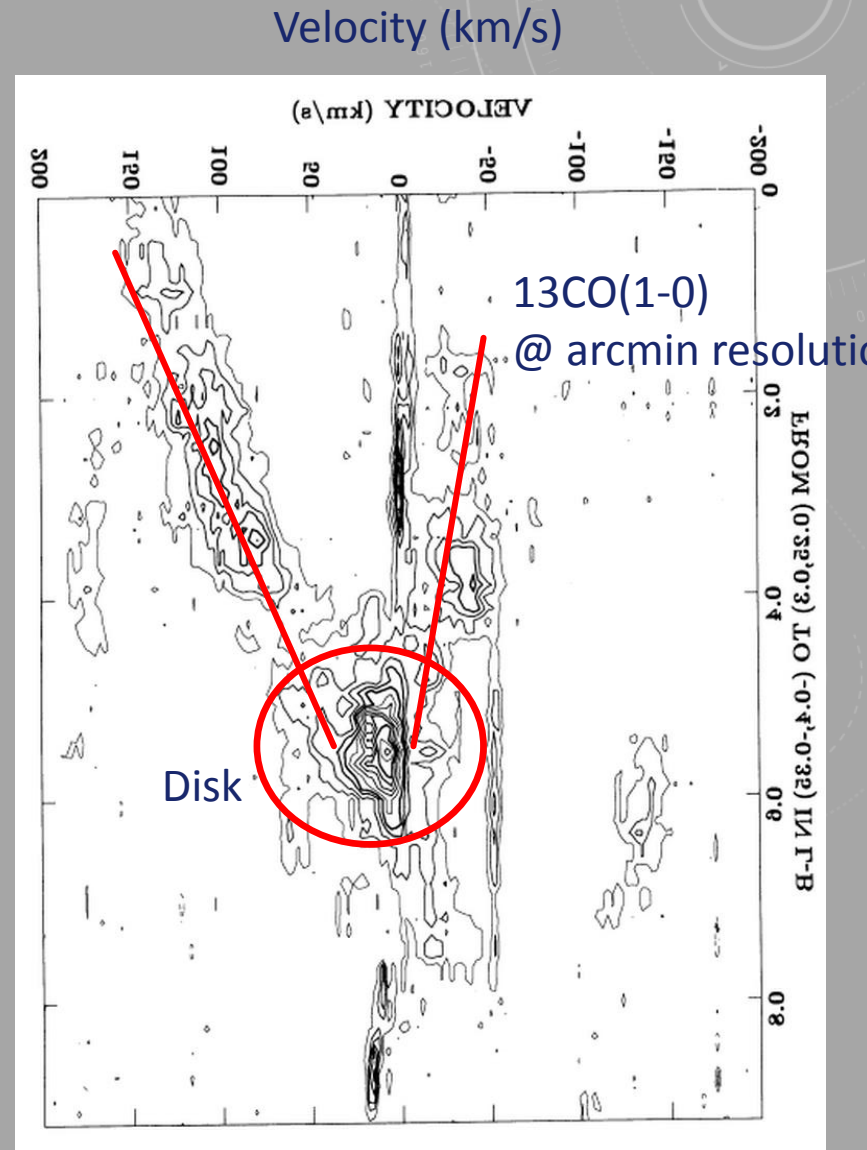 Velocity (km/s)
VELOCITY (km/s)
200 150 100 50 0 -50 -100 -150 -200
0
13CO(1-0)
@ arcmin resolutio
0.2
FROM (0.25,0.3) TO (-0.4,-0.35) IN L-B
0.4
Disk
0.6
0.8